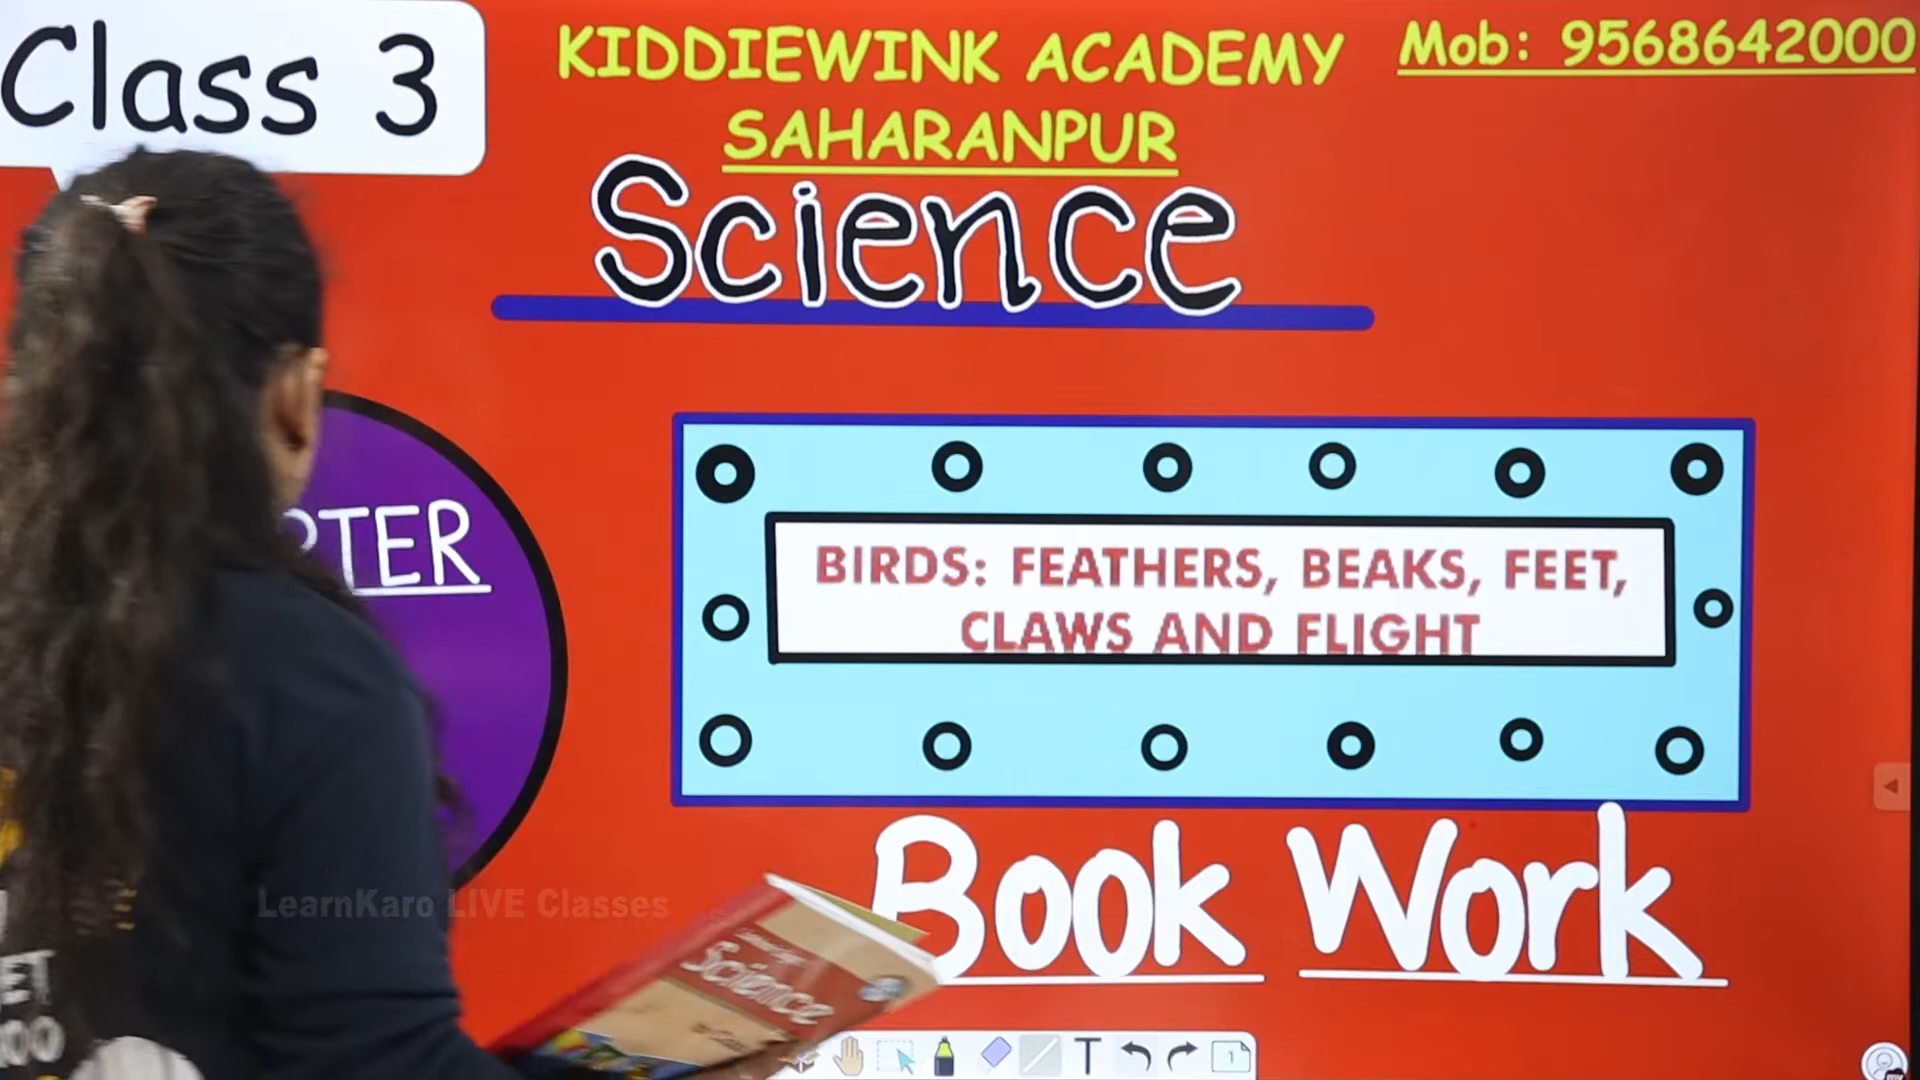 Class 3
KIDDIEWINK ACADEMY
SAHARANPUR
Mob: 9568642000
Science
BIRDS: FEATHERS, BEAKS, FEET,
CLAWS AND FLIGHT
Book Work
LearnKaro LIVE Classes
Science
T
1